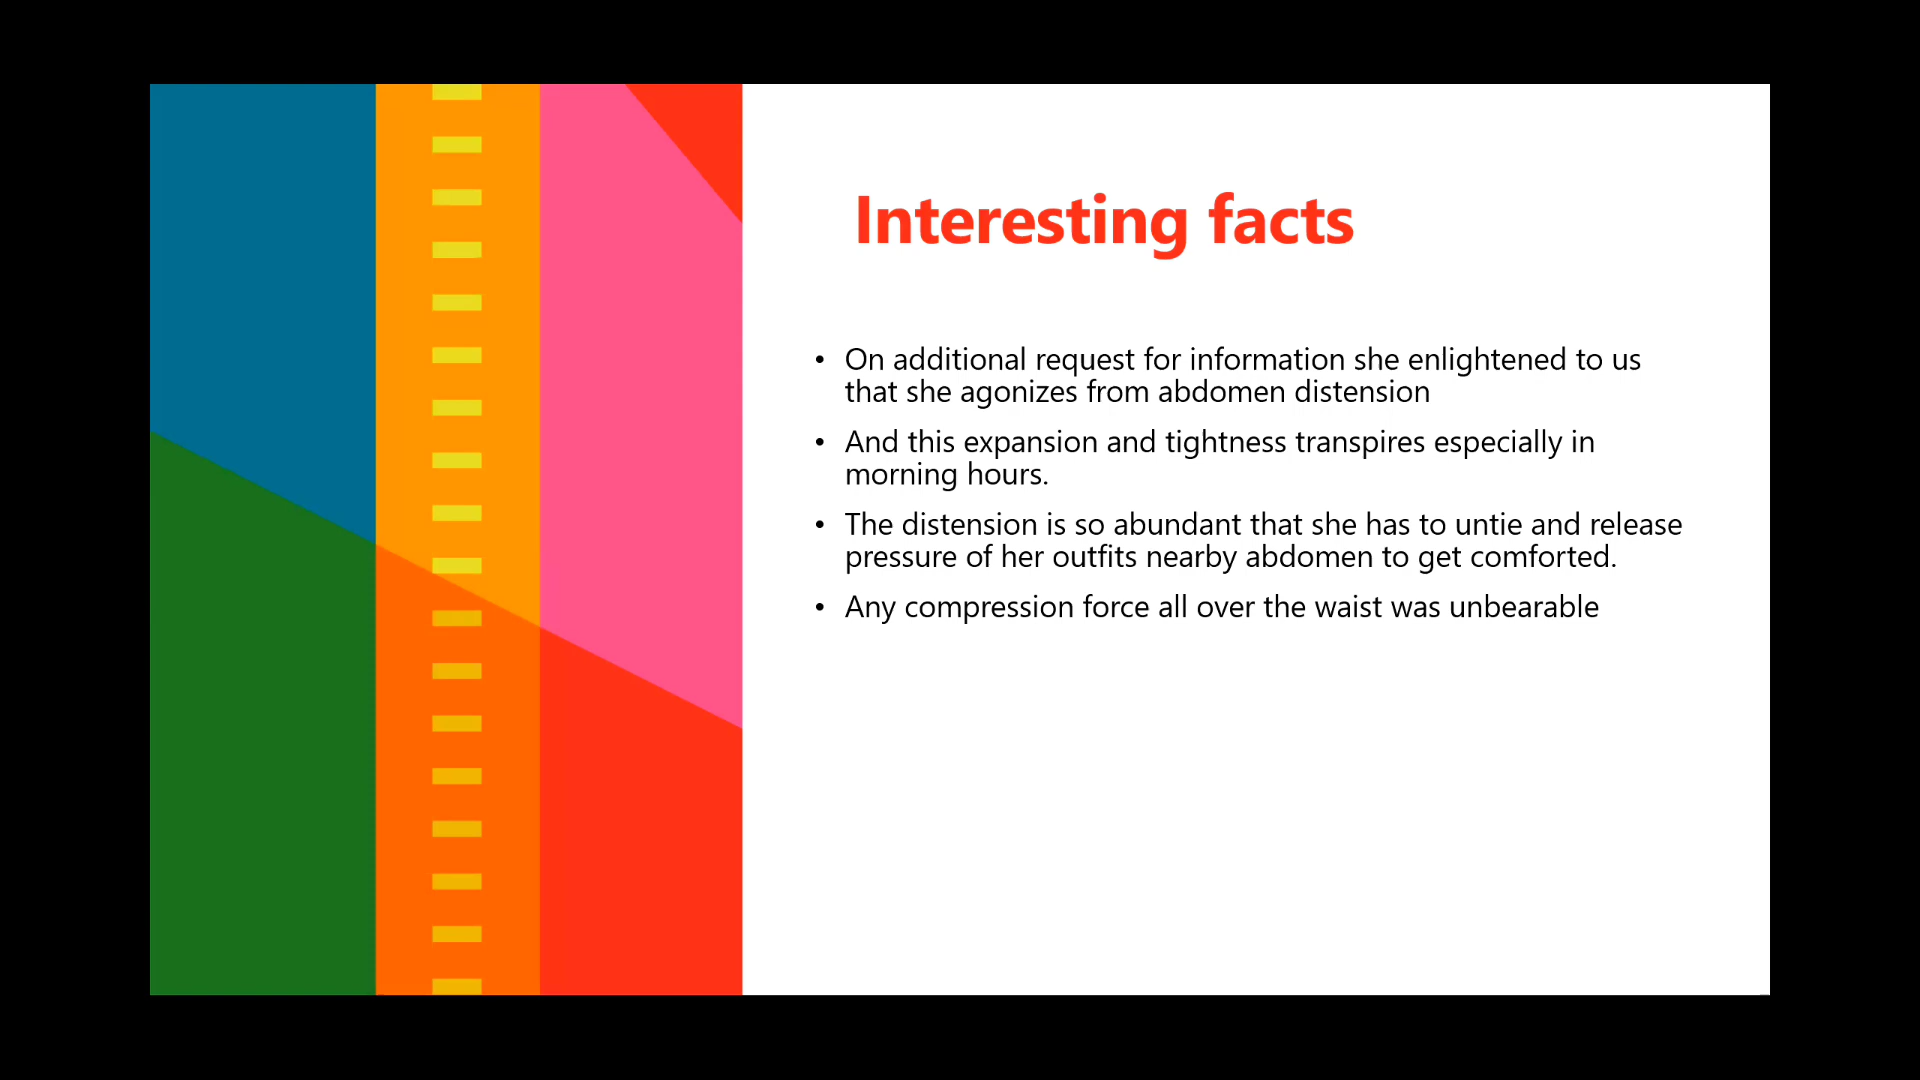 Interesting facts
• On additional request for information she enlightened to us
that she agonizes from abdomen distension
• And this expansion and tightness transpires especially in
morning hours.
• The distension is so abundant that she has to untie and release
pressure of her outfits nearby abdomen to get comforted.
• Any compression force all over the waist was unbearable